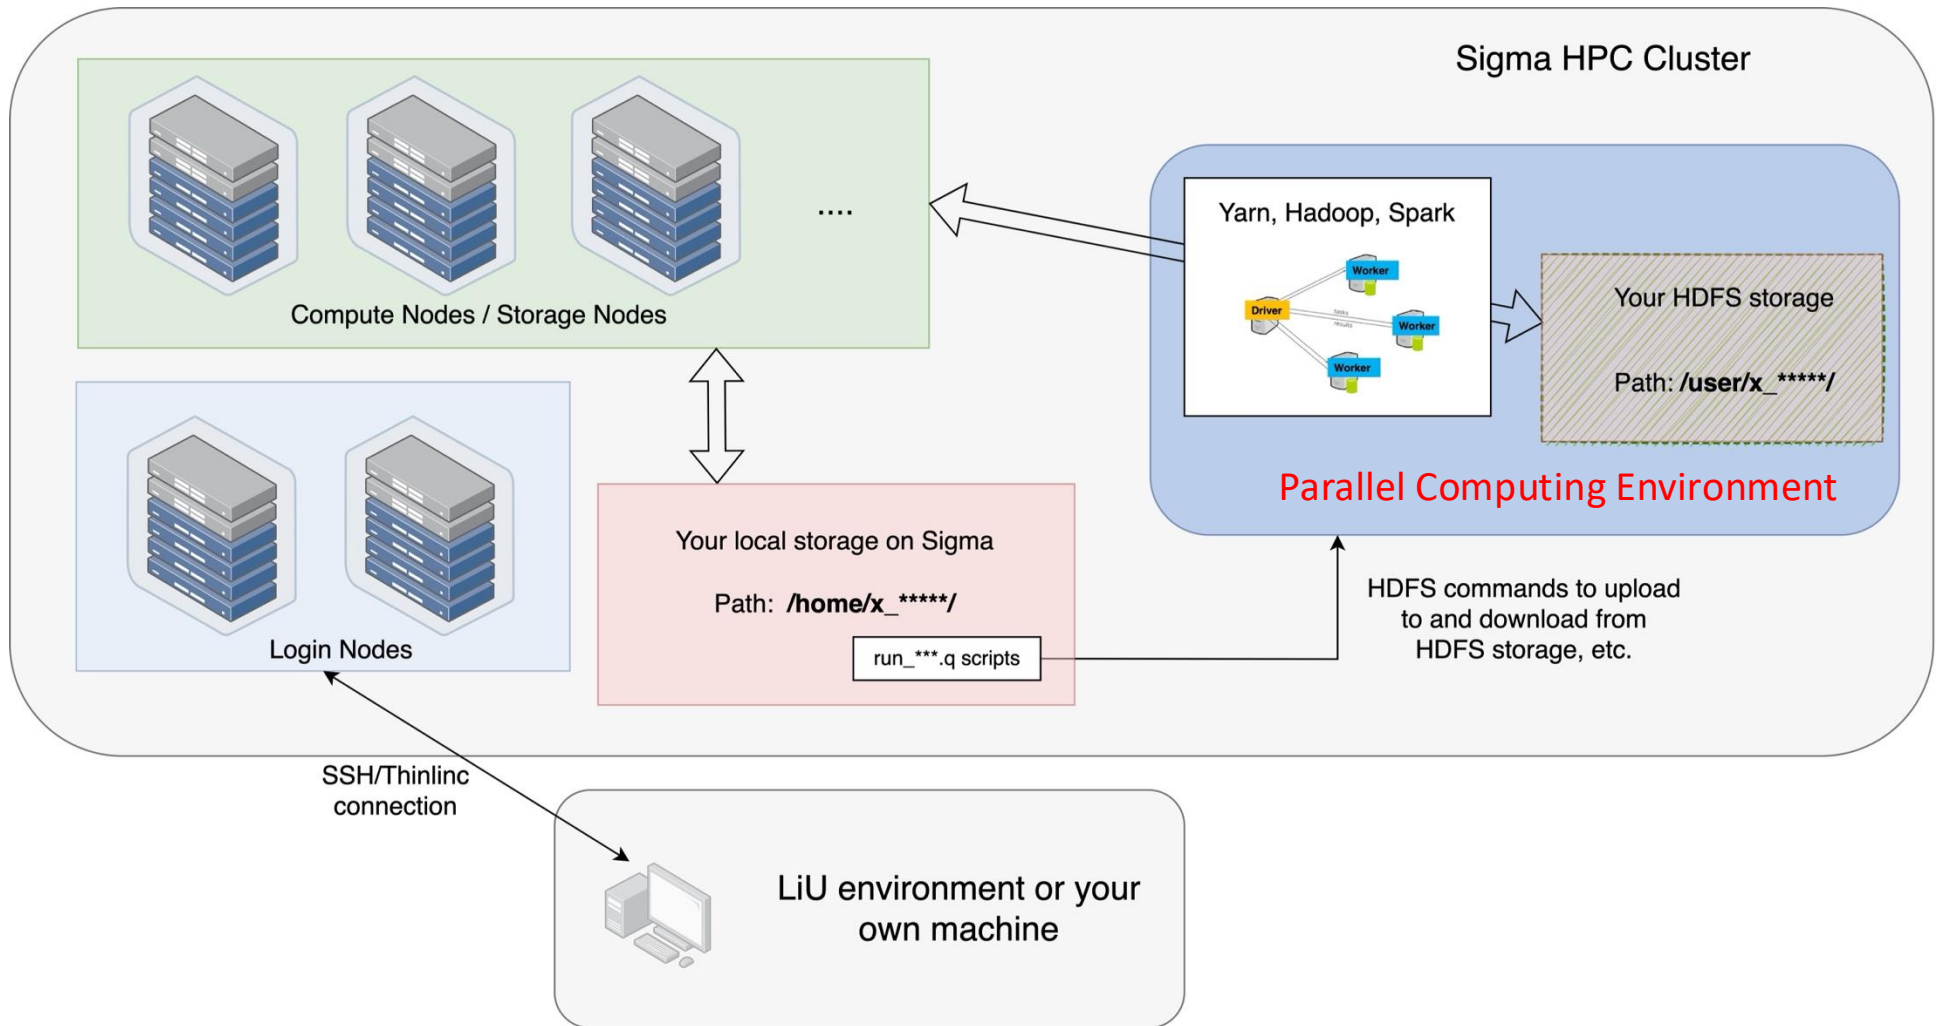 Sigma HPC Cluster
....
Compute Nodes / Storage Nodes
Yarn, Hadoop, Spark
Worker
Driver
tasks
results
Worker
Worker
Your HDFS storage
Path: /user/x_*****/
Parallel Computing Environment
Login Nodes
Your local storage on Sigma
Path: /home/x_*****/
run_***.q scripts
HDFS commands to upload
to and download from
HDFS storage, etc.
SSH/Thinlinc
connection
LiU environment or your
own machine